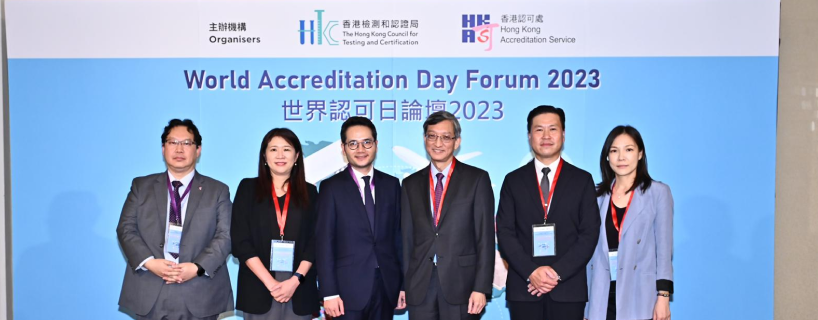 主辦機構
Organisers
HKTC
香港檢測和認證局
The Hong Kong Council for
Testing and Certification
HKAS
香港認可處
Hong Kong
Accreditation Service
World Accreditation Day Forum 2023
世界認可日論壇2023